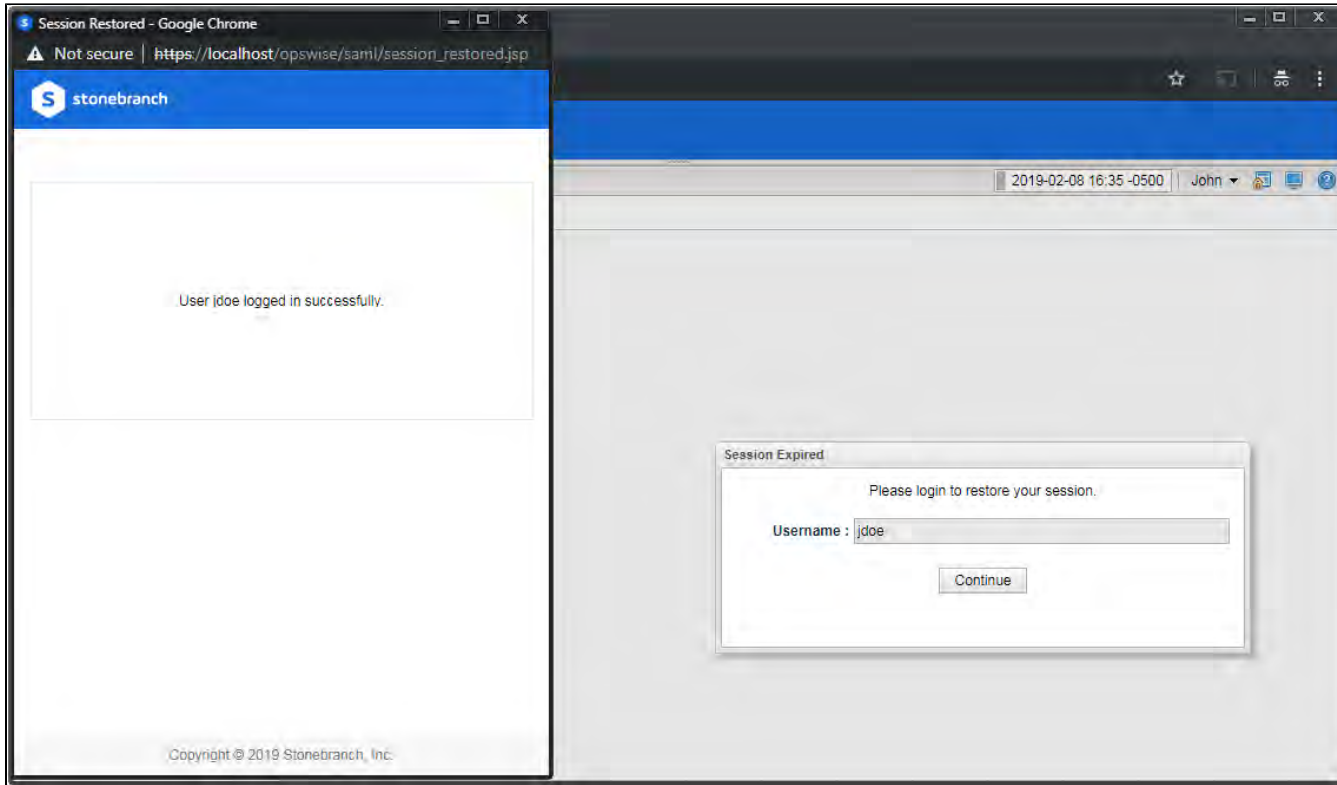 Session Restored - Google Chrome
Not secure | https://localhost/opswise/saml/session_restored.jsp
S stonebranch
User jdoe logged in successfully.
Copyright © 2019 Stonebranch, Inc.
2019-02-08 16:35 -0500 John
Session Expired
Please login to restore your session.
Username : jdoe
Continue